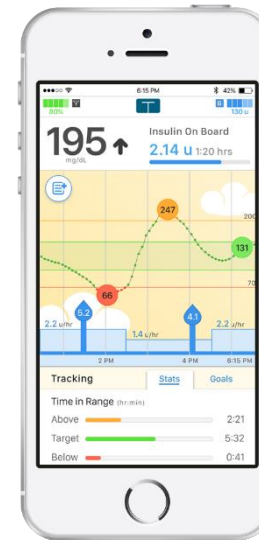 6:15 PM
42%
80%
T
130 u
195
mg/dL
Insulin On Board
2.14 u 1:20 hrs
247
200
131
66
70
5.2
4.1
2.2 u/hr
1.4 u/hr
2.2 u/hr
2 PM
4 PM
6:15 PM
Tracking
Stats
Goals
Time in Range (hr:min)
Above
2:21
Target
5:32
Below
0:41